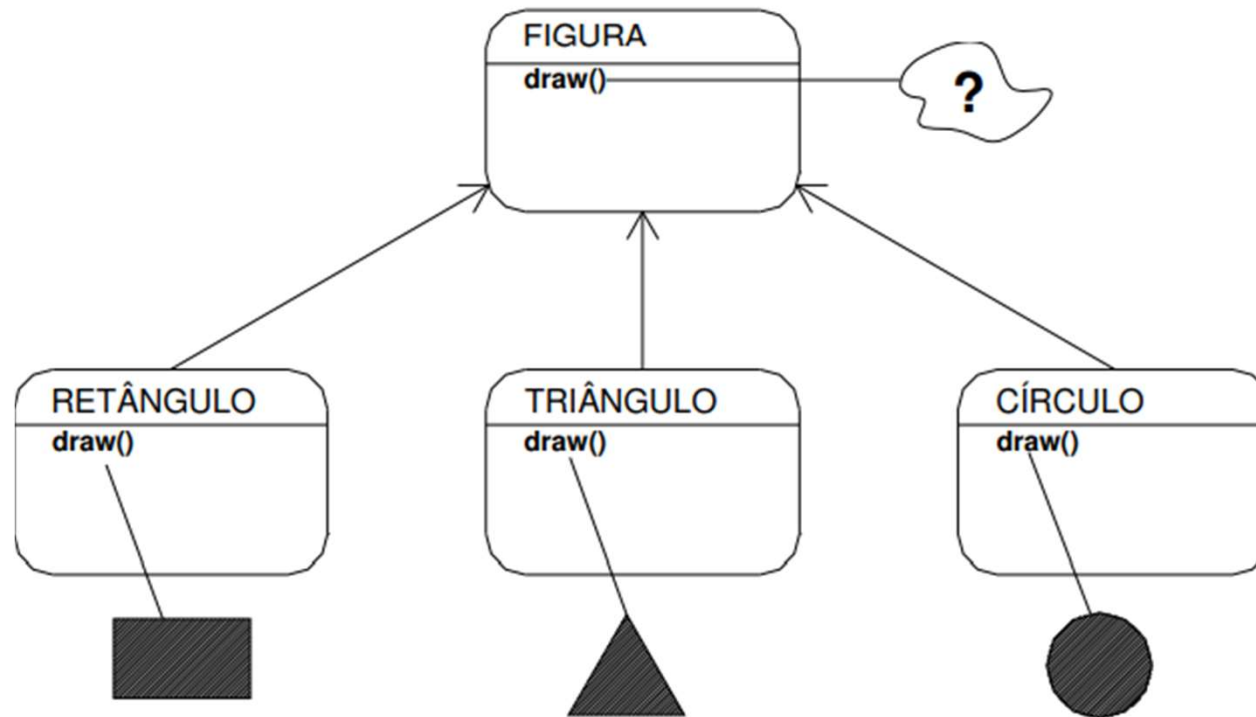 FIGURA
draw()
?
RETÂNGULO
draw()
TRIÂNGULO
draw()
CÍRCULO
draw()